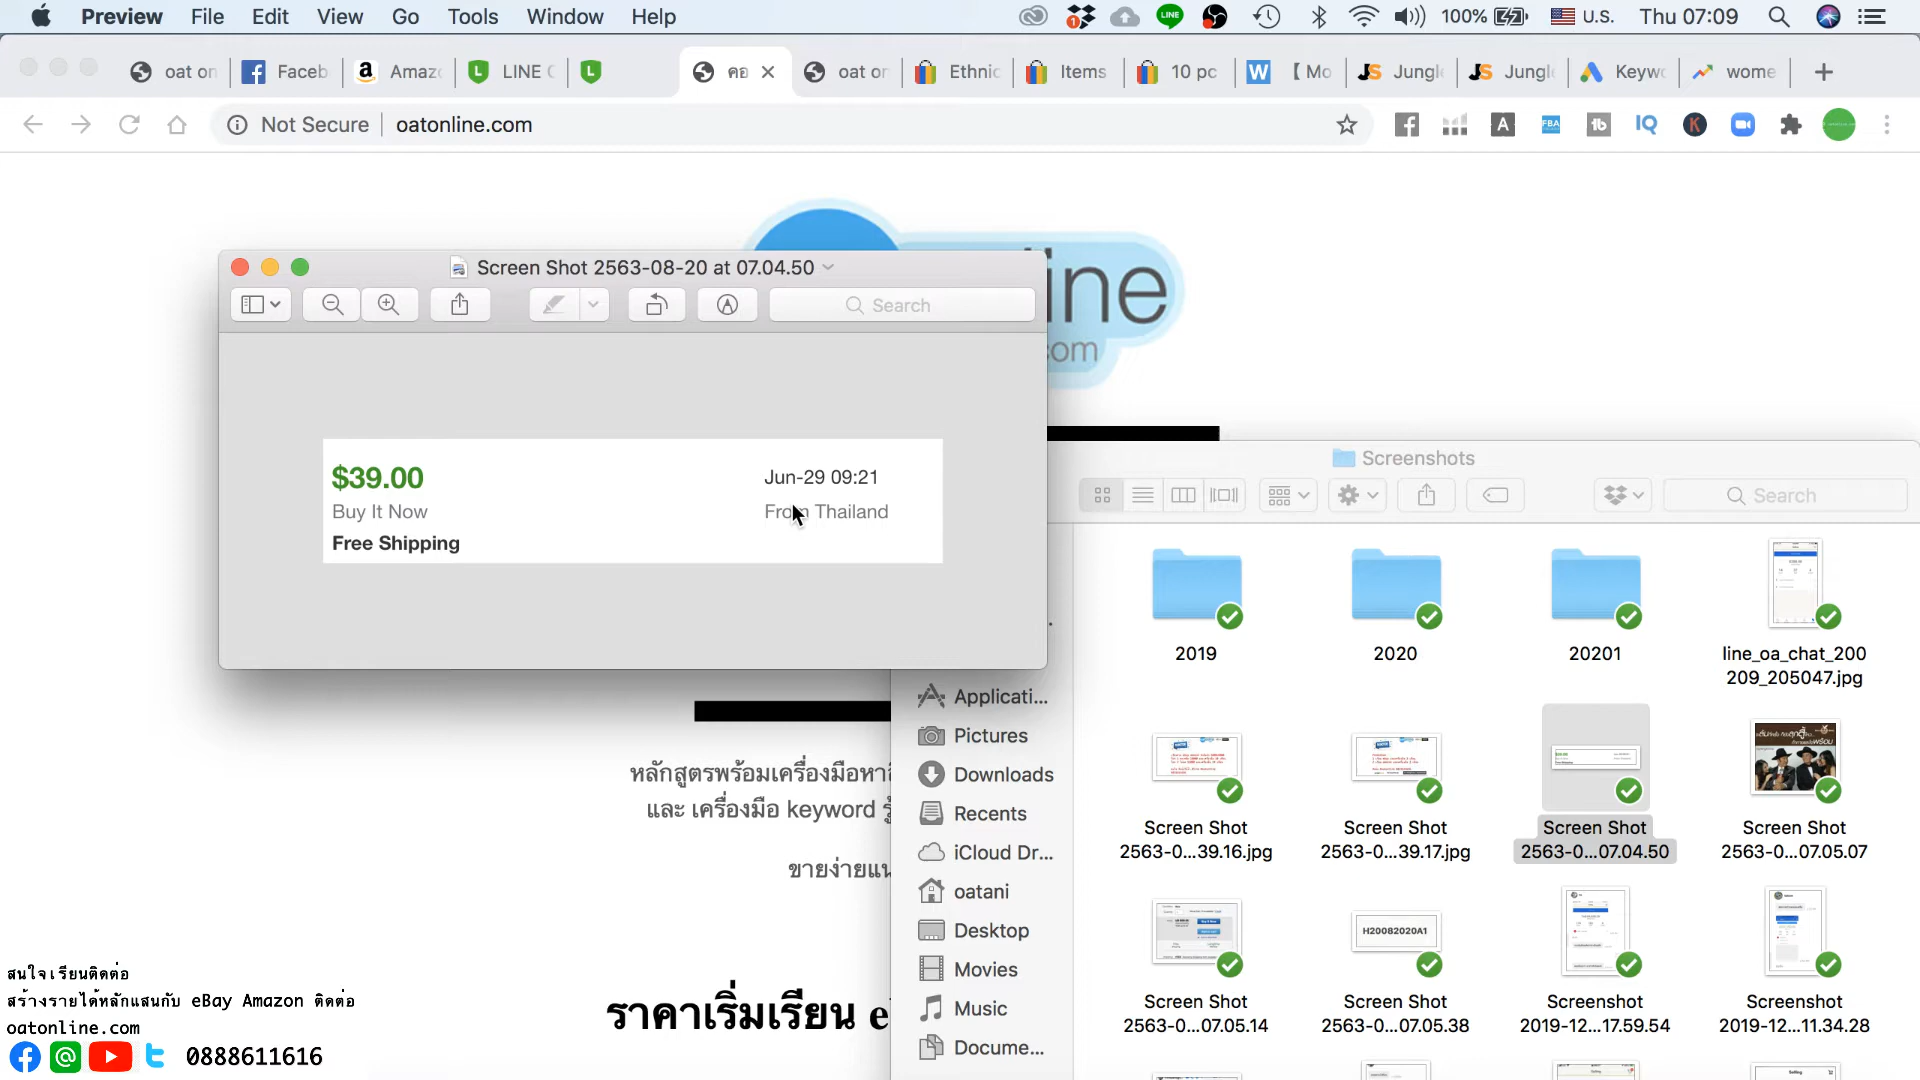 Preview File Edit View Go Tools Window Help
1
LINE
100%
U.S.
Thu 07:09
oat on
Faceb
Amazo
LINE
คอ
oat on
Ethnic
Items
10 pc
【Mo
Jungle
Jungle
Keywo
wome
Not Secure
oatonline.com
ine
com
Screen Shot 2563-08-20 at 07.04.50
Search
$39.00
Jun-29 09:21
Buy It Now
From Thailand
Free Shipping
Screenshots
Search
2019
2020
20201
line_oa_chat_200
209_205047.jpg
Applicati...
Pictures
Downloads
Recents
iCloud Dr...
oatani
Desktop
Movies
Music
Docume...
Screen Shot
2563-0...39.16.jpg
Screen Shot
2563-0...39.17.jpg
Screen Shot
2563-0...07.04.50
Screen Shot
2563-0...07.05.07
H20082020A1
Screen Shot
2563-0...07.05.14
Screen Shot
2563-0...07.05.38
Screenshot
2019-12...17.59.54
Screenshot
2019-12...11.34.28
หลักสูตรพร้อมเครื่องมือหา
และ เครื่องมือ keyword
ขายง่าย
ราคาเริ่มเรียน e
สนใจเรียนติดต่อ
สร้างรายได้หลักแสนกับ eBay Amazon ติดต่อ
oatonline.com
0888611616